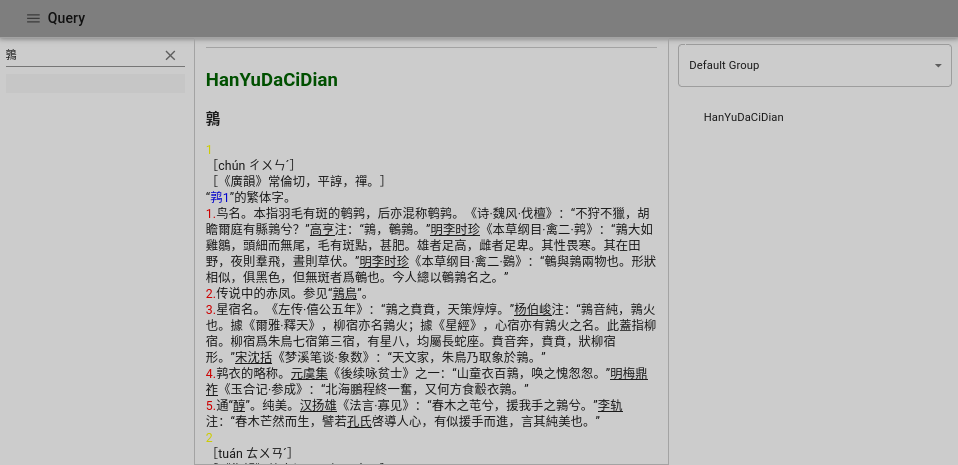 Query
鶉
HanYuDaCiDian
鶉
1
［chún ㄔㄨㄣˊ］
［《廣韻》常倫切，平諄，禪。］
“鹑1”的繁体字。
1.鸟名。本指羽毛有斑的鹌鹑，后亦混称鹌鹑。《诗·魏风·伐檀》：“不狩不獵，胡
瞻爾庭有縣鶉兮？”高亨注：“鶉，鵪鶉。”明李时珍《本草纲目·禽二·鹑》：“鶉大如
雞鶵，頭細而無尾，毛有斑點，甚肥。雄者足高，雌者足卑。其性畏寒。其在田
野，夜則羣飛，晝則草伏。”明李时珍《本草纲目·禽二·鷃》：“鵪與鶉兩物也。形狀
相似，俱黑色，但無斑者爲鵪也。今人總以鵪鶉名之。”
2.传说中的赤凤。参见“鶉鳥”。
3.星宿名。《左传·僖公五年》：“鶉之賁賁，天策焞焞。”杨伯峻注：“鶉音純，鶉火
也。據《爾雅·釋天》，柳宿亦名鶉火；據《星經》，心宿亦有鶉火之名。此蓋指柳
宿。柳宿爲朱鳥七宿第三宿，有星八，均屬長蛇座。賁音奔，賁賁，狀柳宿
形。”宋沈括《梦溪笔谈·象数》：“天文家，朱鳥乃取象於鶉。”
4.鹑衣的略称。元虞集《後续咏贫士》之一：“山童衣百鶉，唤之愧怱怱。”明梅鼎
祚《玉合记·参成》：“北海鵬程終一奮，又何方食鷇衣鶉。”
5.通“醇”。纯美。汉扬雄《法言·寡见》：“春木之芚兮，援我手之鶉兮。”李轨
注：“春木芒然而生，譬若孔氏啓導人心，有似援手而進，言其純美也。”
2
［tuán ㄊㄨㄢˊ］
Default Group
HanYuDaCiDian